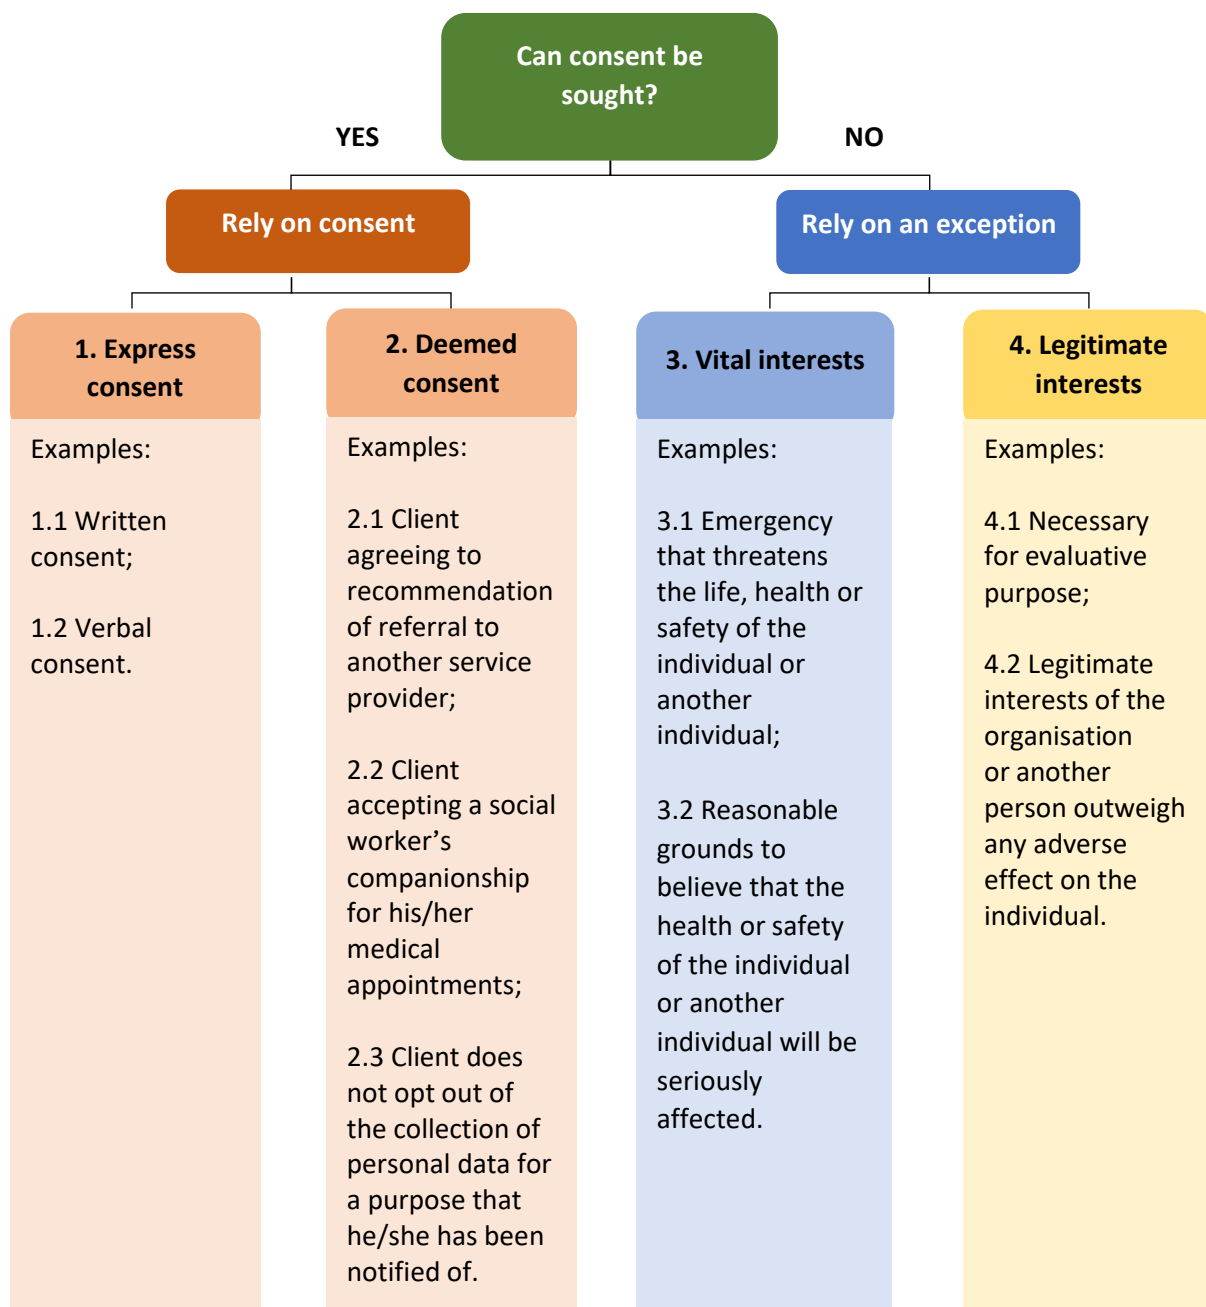 Can consent be
sought?
YES
NO
Rely on consent
Rely on an exception
1. Express
consent
Examples:
1.1 Written
consent;
1.2 Verbal
consent.
2. Deemed
consent
Examples:
2.1 Client
agreeing to
recommendation
of referral to
another service
provider;
2.2 Client
accepting a social
worker’s
companionship
for his/her
medical
appointments;
2.3 Client does
not opt out of
the collection of
personal data for
a purpose that
he/she has been
notified of.
3. Vital interests
Examples:
3.1 Emergency
that threatens
the life, health or
safety of the
individual or
another
individual;
3.2 Reasonable
grounds to
believe that the
health or safety
of the individual
or another
individual will be
seriously
affected.
4. Legitimate
interests
Examples:
4.1 Necessary
for evaluative
purpose;
4.2 Legitimate
interests of the
organisation
or another
person outweigh
any adverse
effect on the
individual.